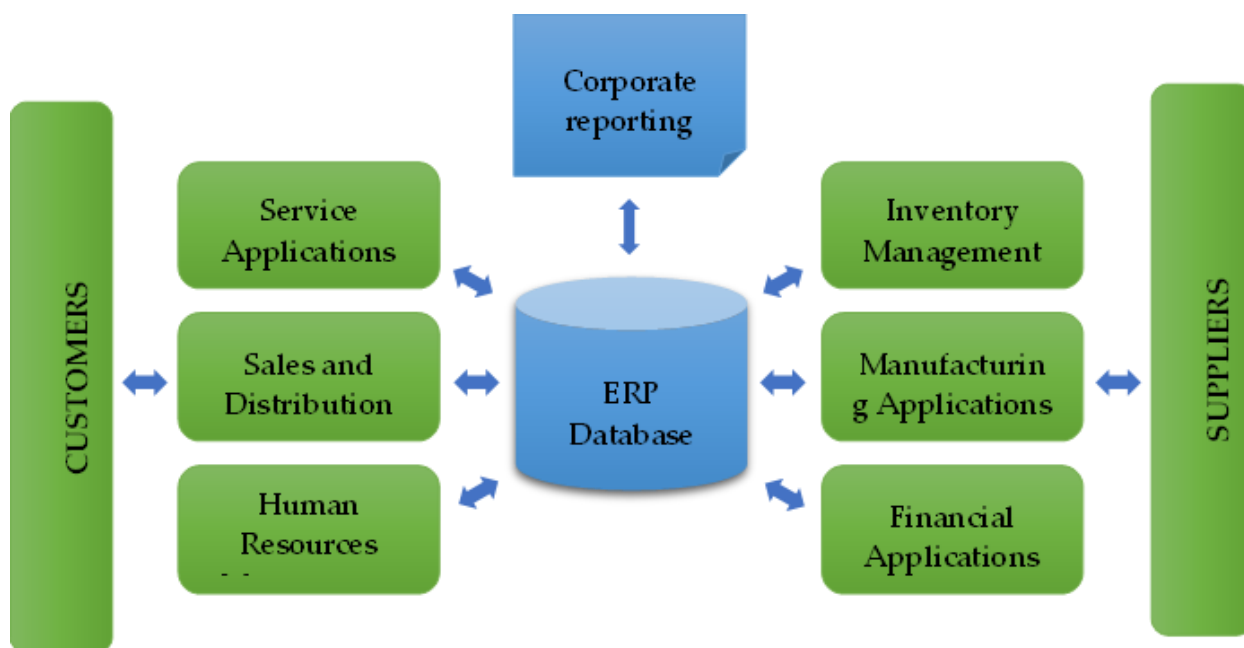 Corporate
reporting
CUSTOMERS
Service
Applications
Sales and
Distribution
Human
Resources
ERP
Database
Inventory
Management
Manufacturin
g Applications
Financial
Applications
SUPPLIERS